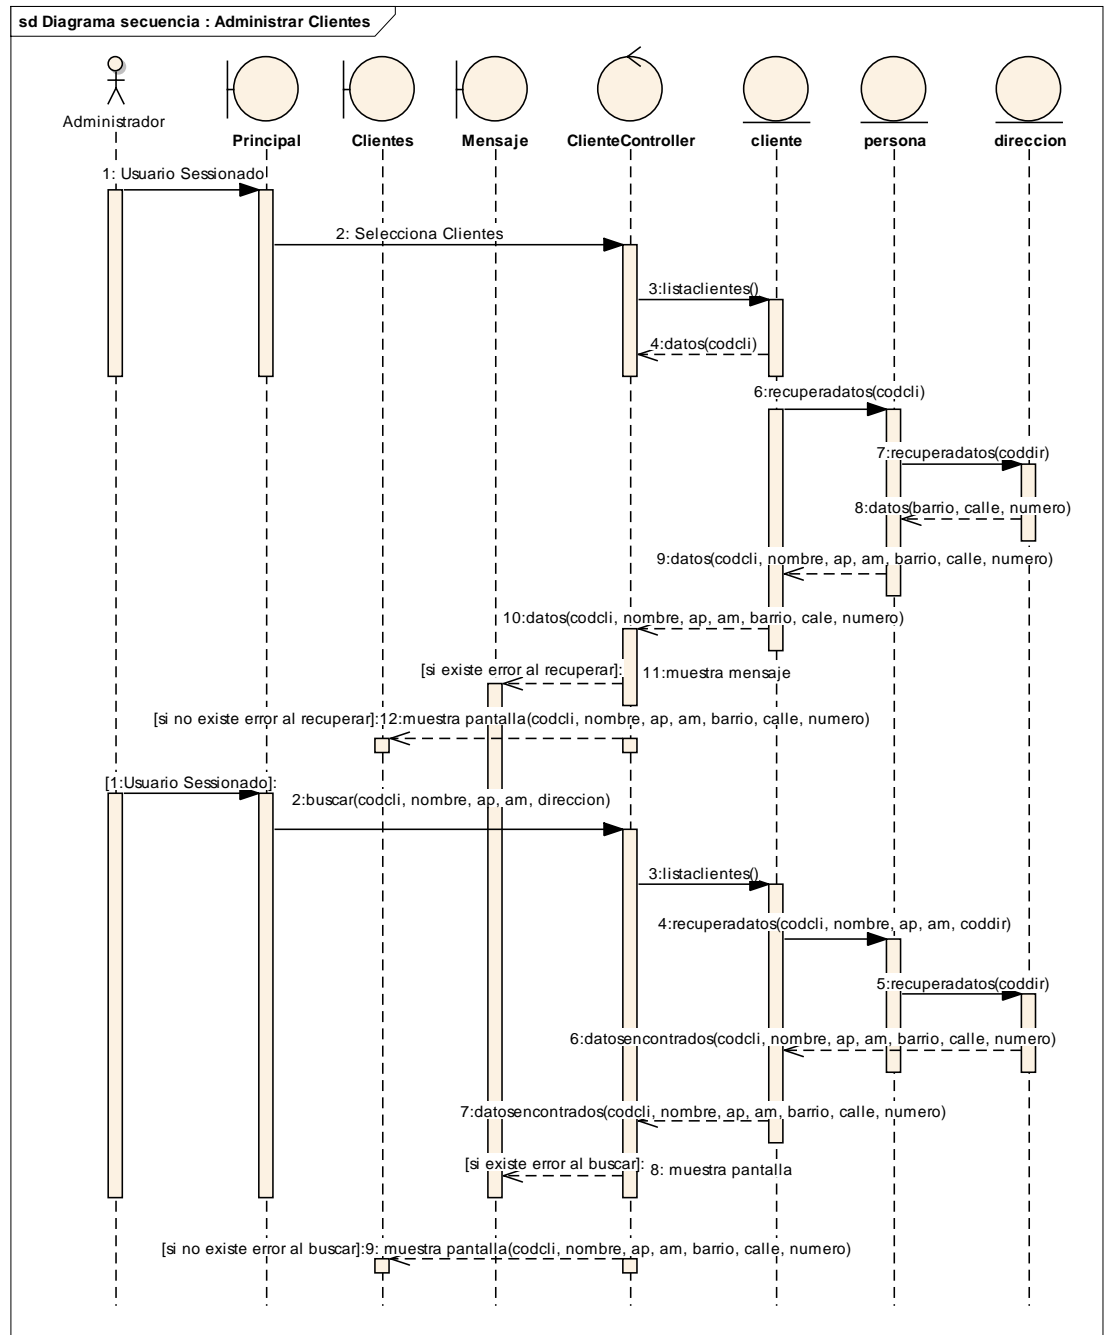 sd Diagrama secuencia : Administrar Clientes
Administrador
Principal
Clientes
Mensaje
ClienteController
cliente
persona
direccion
1: Usuario Sessionado
2: Selecciona Clientes
3:listaclientes()
4:datos(codcli)
6:recuperadatos(codcli)
7:recuperadatos(coddir)
8:datos(barrio, calle, numero)
9:datos(codcli, nombre, ap, am, barrio, calle, numero)
10:datos(codcli, nombre, ap, am, barrio, cale, numero)
[si existe error al recuperar]:
11:muestra mensaje
[si no existe error al recuperar]:12:muestra pantalla(codcli, nombre, ap, am, barrio, calle, numero)
[1:Usuario Sessionado]:
2:buscar(codcli, nombre, ap, am, direccion)
3:listaclientes()
4:recuperadatos(codcli, nombre, ap, am, coddir)
5:recuperadatos(coddir)
6:datosencontrados(codcli, nombre, ap, am, barrio, calle, numero)
7:datosencontrados(codcli, nombre, ap, am, barrio, calle, numero)
[si existe error al buscar]:
8: muestra pantalla
[si no existe error al buscar]:9: muestra pantalla(codcli, nombre, ap, am, barrio, calle, numero)